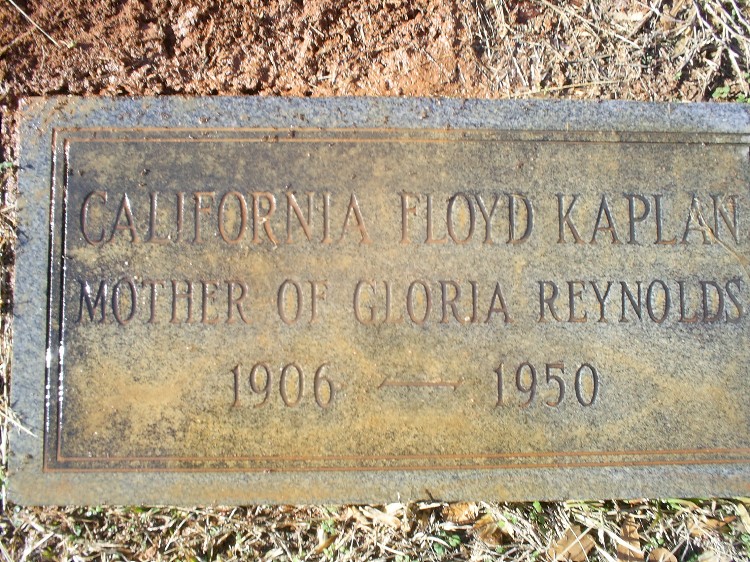 CALIFORNIA FLOYD KAPLAN
MOTHER OF GLORIA REYNOLDS
1906 — 1950